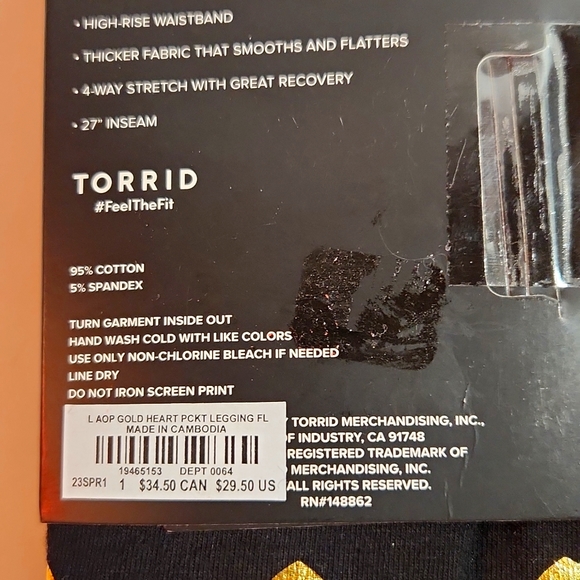 • HIGH-RISE WAISTBAND
• THICKER FABRIC THAT SMOOTHS AND FLATTERS
• 4-WAY STRETCH WITH GREAT RECOVERY
• 27" INSEAM
TORRID
#FeelTheFit
95% COTTON
5% SPANDEX
TURN GARMENT INSIDE OUT
HAND WASH COLD WITH LIKE COLORS
USE ONLY NON-CHLORINE BLEACH IF NEEDED
LINE DRY
DO NOT IRON SCREEN PRINT
L AOP GOLD HEART PCKT LEGGING FL
MADE IN CAMBODIA
19465153 DEPT 0064
23SPR1 1 $34.50 CAN $29.50 US
Y TORRID MERCHANDISING, INC.,
OF INDUSTRY, CA 91748
REGISTERED TRADEMARK OF
MERCHANDISING, INC.
ALL RIGHTS RESERVED.
RN#148862